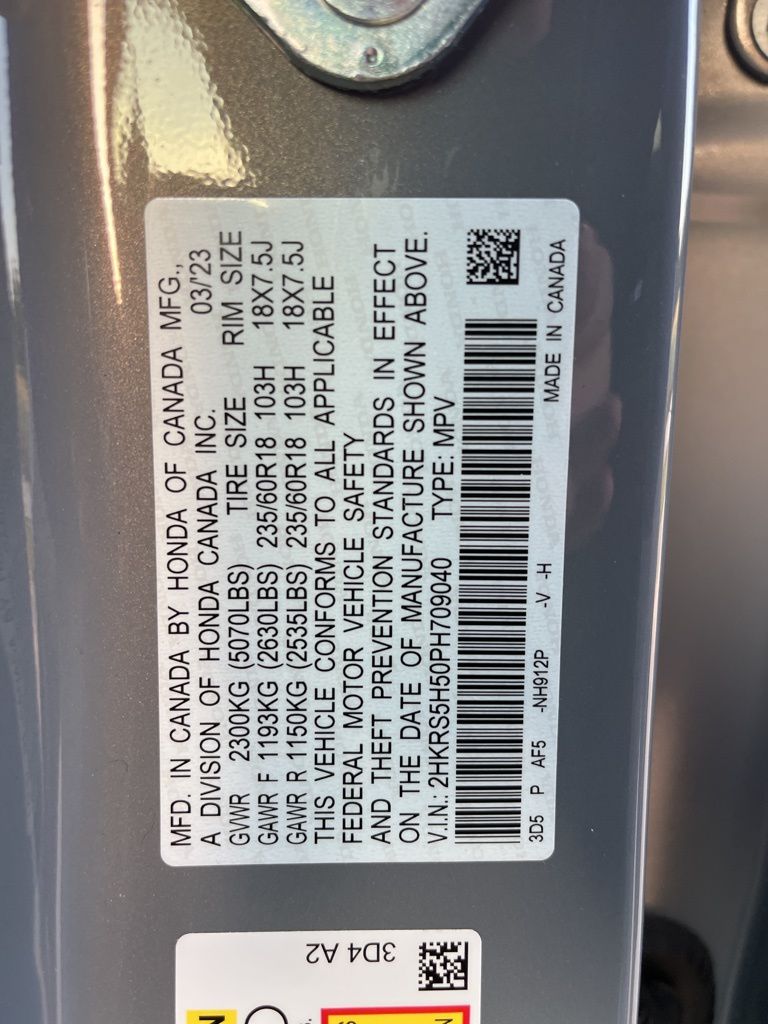 MFD. IN CANADA BY HONDA OF CANADA MFG.,
A DIVISION OF HONDA CANADA INC. 03/'23
GVWR 2300KG (5070LBS) TIRE SIZE RIM SIZE
GAWR F 1193KG (2630LBS) 235/60R18 103H 18X7.5J
GAWR R 1150KG (2535LBS) 235/60R18 103H 18X7.5J
THIS VEHICLE CONFORMS TO ALL APPLICABLE
FEDERAL MOTOR VEHICLE SAFETY
AND THEFT PREVENTION STANDARDS IN EFFECT
ON THE DATE OF MANUFACTURE SHOWN ABOVE.
V.I.N.: 2HKRS5H50PH709040 TYPE: MPV
3D5 P AF5 -NH912P -V -H MADE IN CANADA
3D4 A2